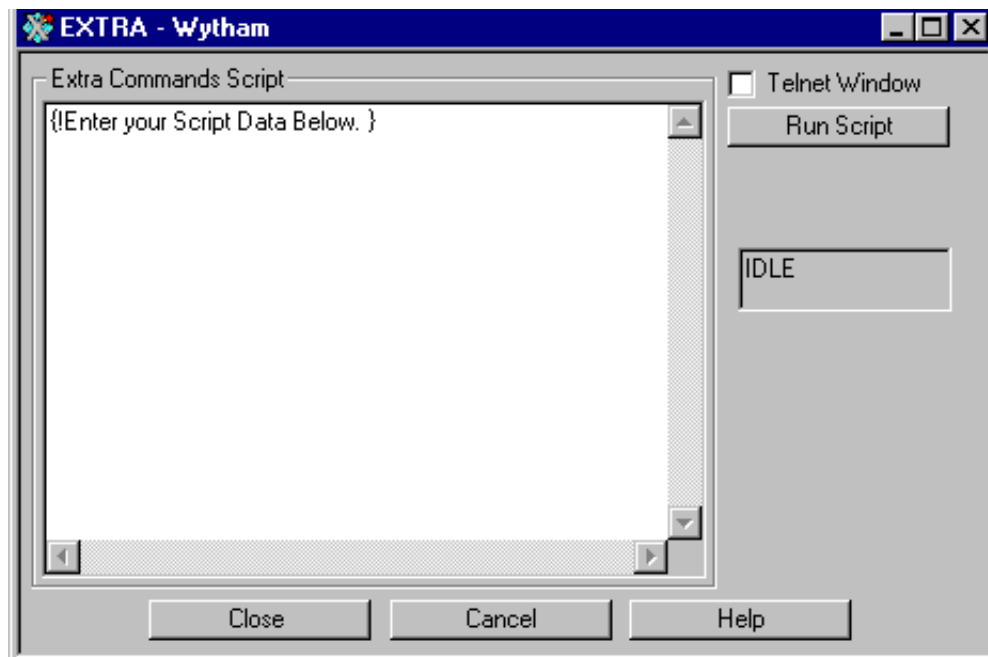 EXTRA - Wytham
Extra Commands Script
{!Enter your Script Data Below. }
Telnet Window
Run Script
IDLE
Close
Cancel
Help